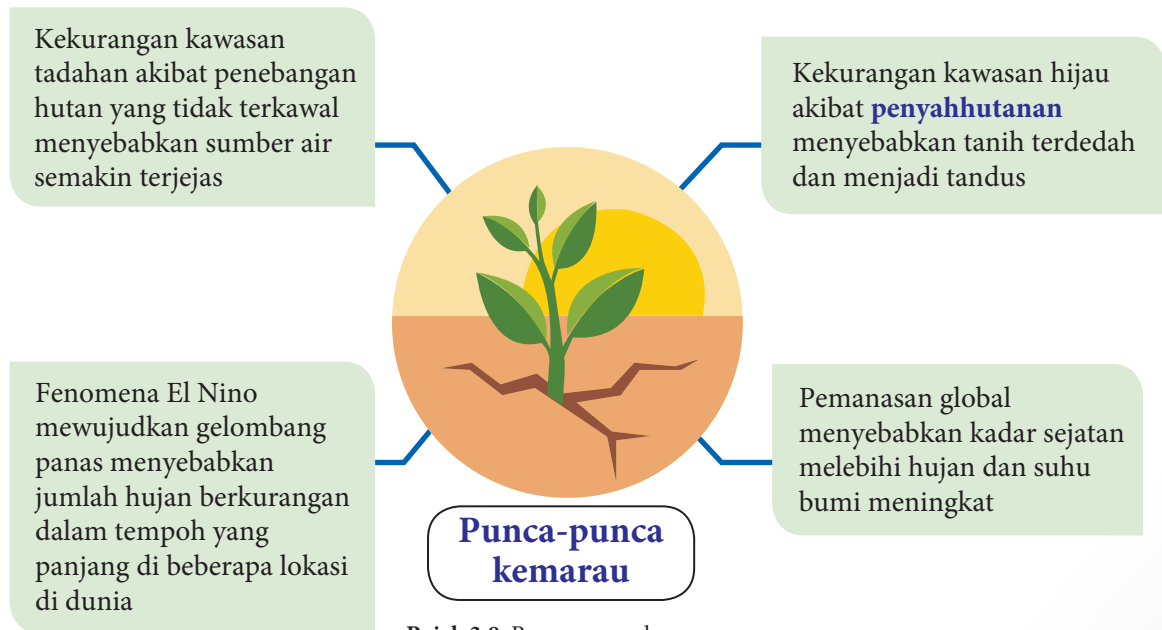 Kekurangan kawasan
tadahan akibat penebangan
hutan yang tidak terkawal
menyebabkan sumber air
semakin terjejas
Kekurangan kawasan hijau
akibat penyahhutanan
menyebabkan tanih terdedah
dan menjadi tandus
Fenomena El Nino
mewujudkan gelombang
panas menyebabkan
jumlah hujan berkurangan
dalam tempoh yang
panjang di beberapa lokasi
di dunia
Pemanasan global
menyebabkan kadar sejatan
melebihi hujan dan suhu
bumi meningkat
Punca-punca
kemarau